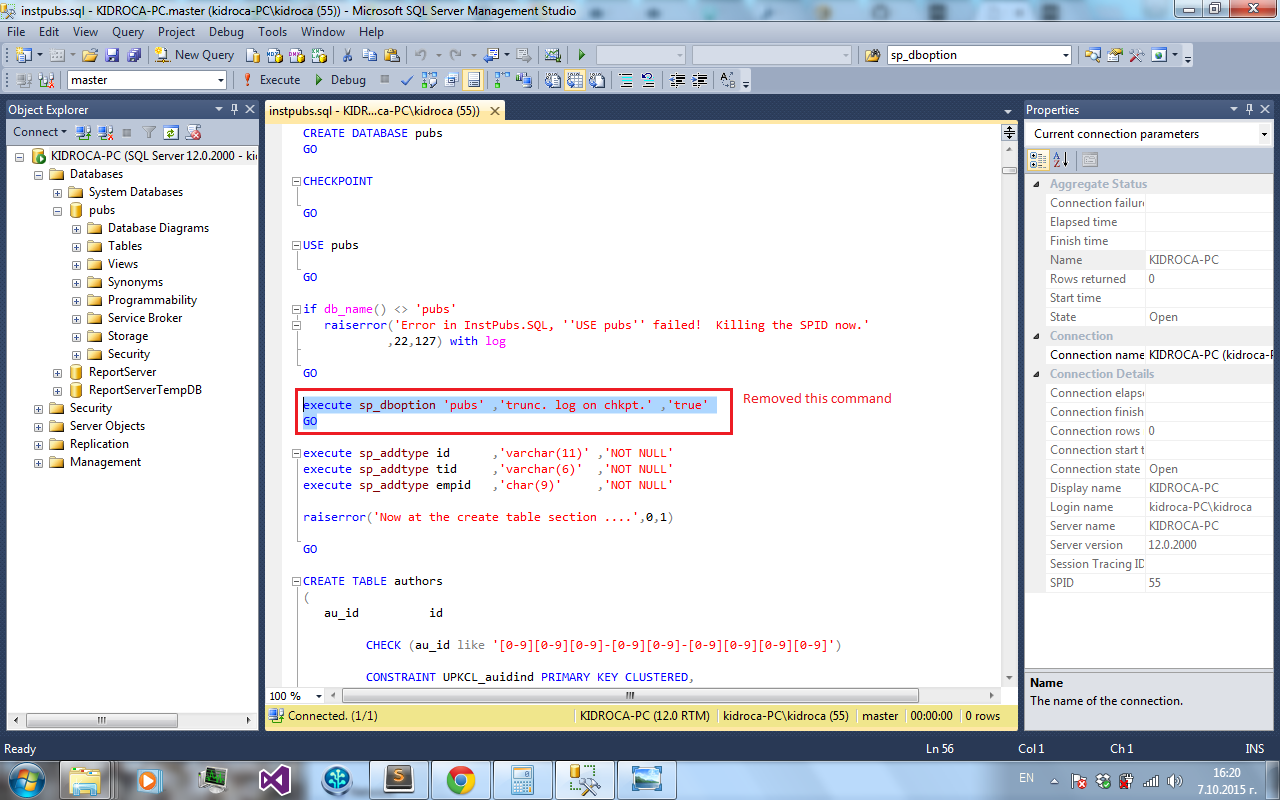 instpubs.sql - KIDROCA-PC.master (kidroca-PC\kidroca (55)) - Microsoft SQL Server Management Studio
File Edit View Query Project Debug Tools Window Help
New Query
sp_dboption
master
Execute
Debug
Object Explorer
Connect
KIDROCA-PC (SQL Server 12.0.2000 - ki
Databases
System Databases
pubs
Database Diagrams
Tables
Views
Synonyms
Programmability
Service Broker
Storage
Security
ReportServer
ReportServerTempDB
Security
Server Objects
Replication
Management
instpubs.sql - KIDR...ca-PC\kidroca (55))
CREATE DATABASE pubs
GO
CHECKPOINT
GO
USE pubs
GO
if db_name() <> 'pubs'
raiserror('Error in InstPubs.SQL, ''USE pubs'' failed!  Killing the SPID now.'
,22,127) with log
GO
execute sp_dboption 'pubs' ,'trunc. log on chkpt.' ,'true'
GO
Removed this command
execute sp_addtype id      ,'varchar(11)' ,'NOT NULL'
execute sp_addtype tid     ,'varchar(6)'  ,'NOT NULL'
execute sp_addtype empid   ,'char(9)'     ,'NOT NULL'
raiserror('Now at the create table section ....',0,1)
GO
CREATE TABLE authors
(
au_id          id
CHECK (au_id like '[0-9][0-9][0-9]-[0-9][0-9]-[0-9][0-9][0-9][0-9]')
CONSTRAINT UPKCL_auidind PRIMARY KEY CLUSTERED,
100 %
Connected. (1/1)
KIDROCA-PC (12.0 RTM)
kidroca-PC\kidroca (55)
master
00:00:00
0 rows
Properties
Current connection parameters
Aggregate Status
Connection failure
Elapsed time
Finish time
Name KIDROCA-PC
Rows returned 0
Start time
State Open
Connection
Connection name KIDROCA-PC (kidroca-P
Connection Details
Connection elapse
Connection finish
Connection rows 0
Connection start t
Connection state Open
Display name KIDROCA-PC
Login name kidroca-PC\kidroca
Server name KIDROCA-PC
Server version 12.0.2000
Session Tracing ID
SPID 55
Name
The name of the connection.
Ready
Ln 56
Col 1
Ch 1
INS
EN
16:20
7.10.2015 г.